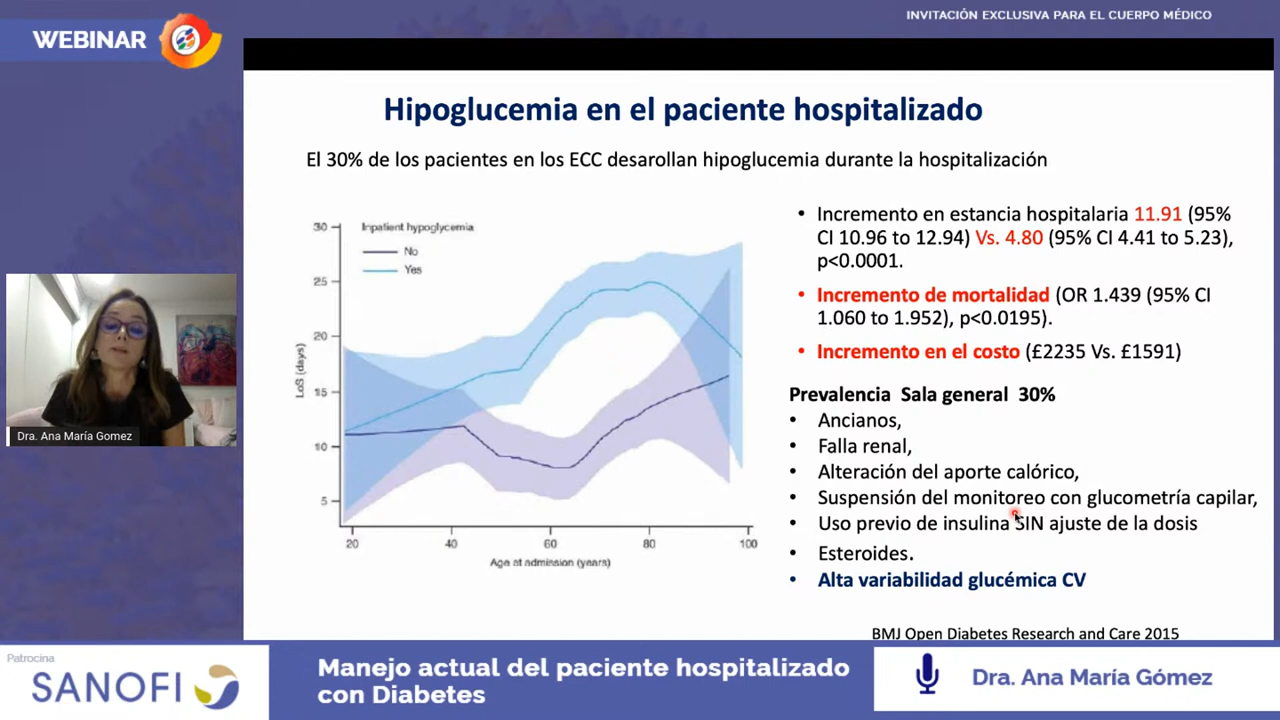 INVITACIÓN EXCLUSIVA PARA EL CUERPO MÉDICO
WEBINAR
Hipoglucemia en el paciente hospitalizado
El 30% de los pacientes en los ECC desarollan hipoglucemia durante la hospitalización
30
25
20
15
10
5
LoS (days)
Inpatient hypoglycemia
No
Yes
20 40 60 80 100
Age at admission (years)
• Incremento en estancia hospitalaria 11.91 (95%
CI 10.96 to 12.94) Vs. 4.80 (95% CI 4.41 to 5.23),
p<0.0001.
• Incremento de mortalidad (OR 1.439 (95% CI
1.060 to 1.952), p<0.0195).
• Incremento en el costo (£2235 Vs. £1591)
Prevalencia Sala general 30%
• Ancianos,
• Falla renal,
• Alteración del aporte calórico,
• Suspensión del monitoreo con glucometría capilar,
• Uso previo de insulina SIN ajuste de la dosis
• Esteroides.
• Alta variabilidad glucémica CV
BMJ Open Diabetes Research and Care 2015
Dra. Ana María Gomez
Patrocina
SANOFI
Manejo actual del paciente hospitalizado
con Diabetes
Dra. Ana María Gómez